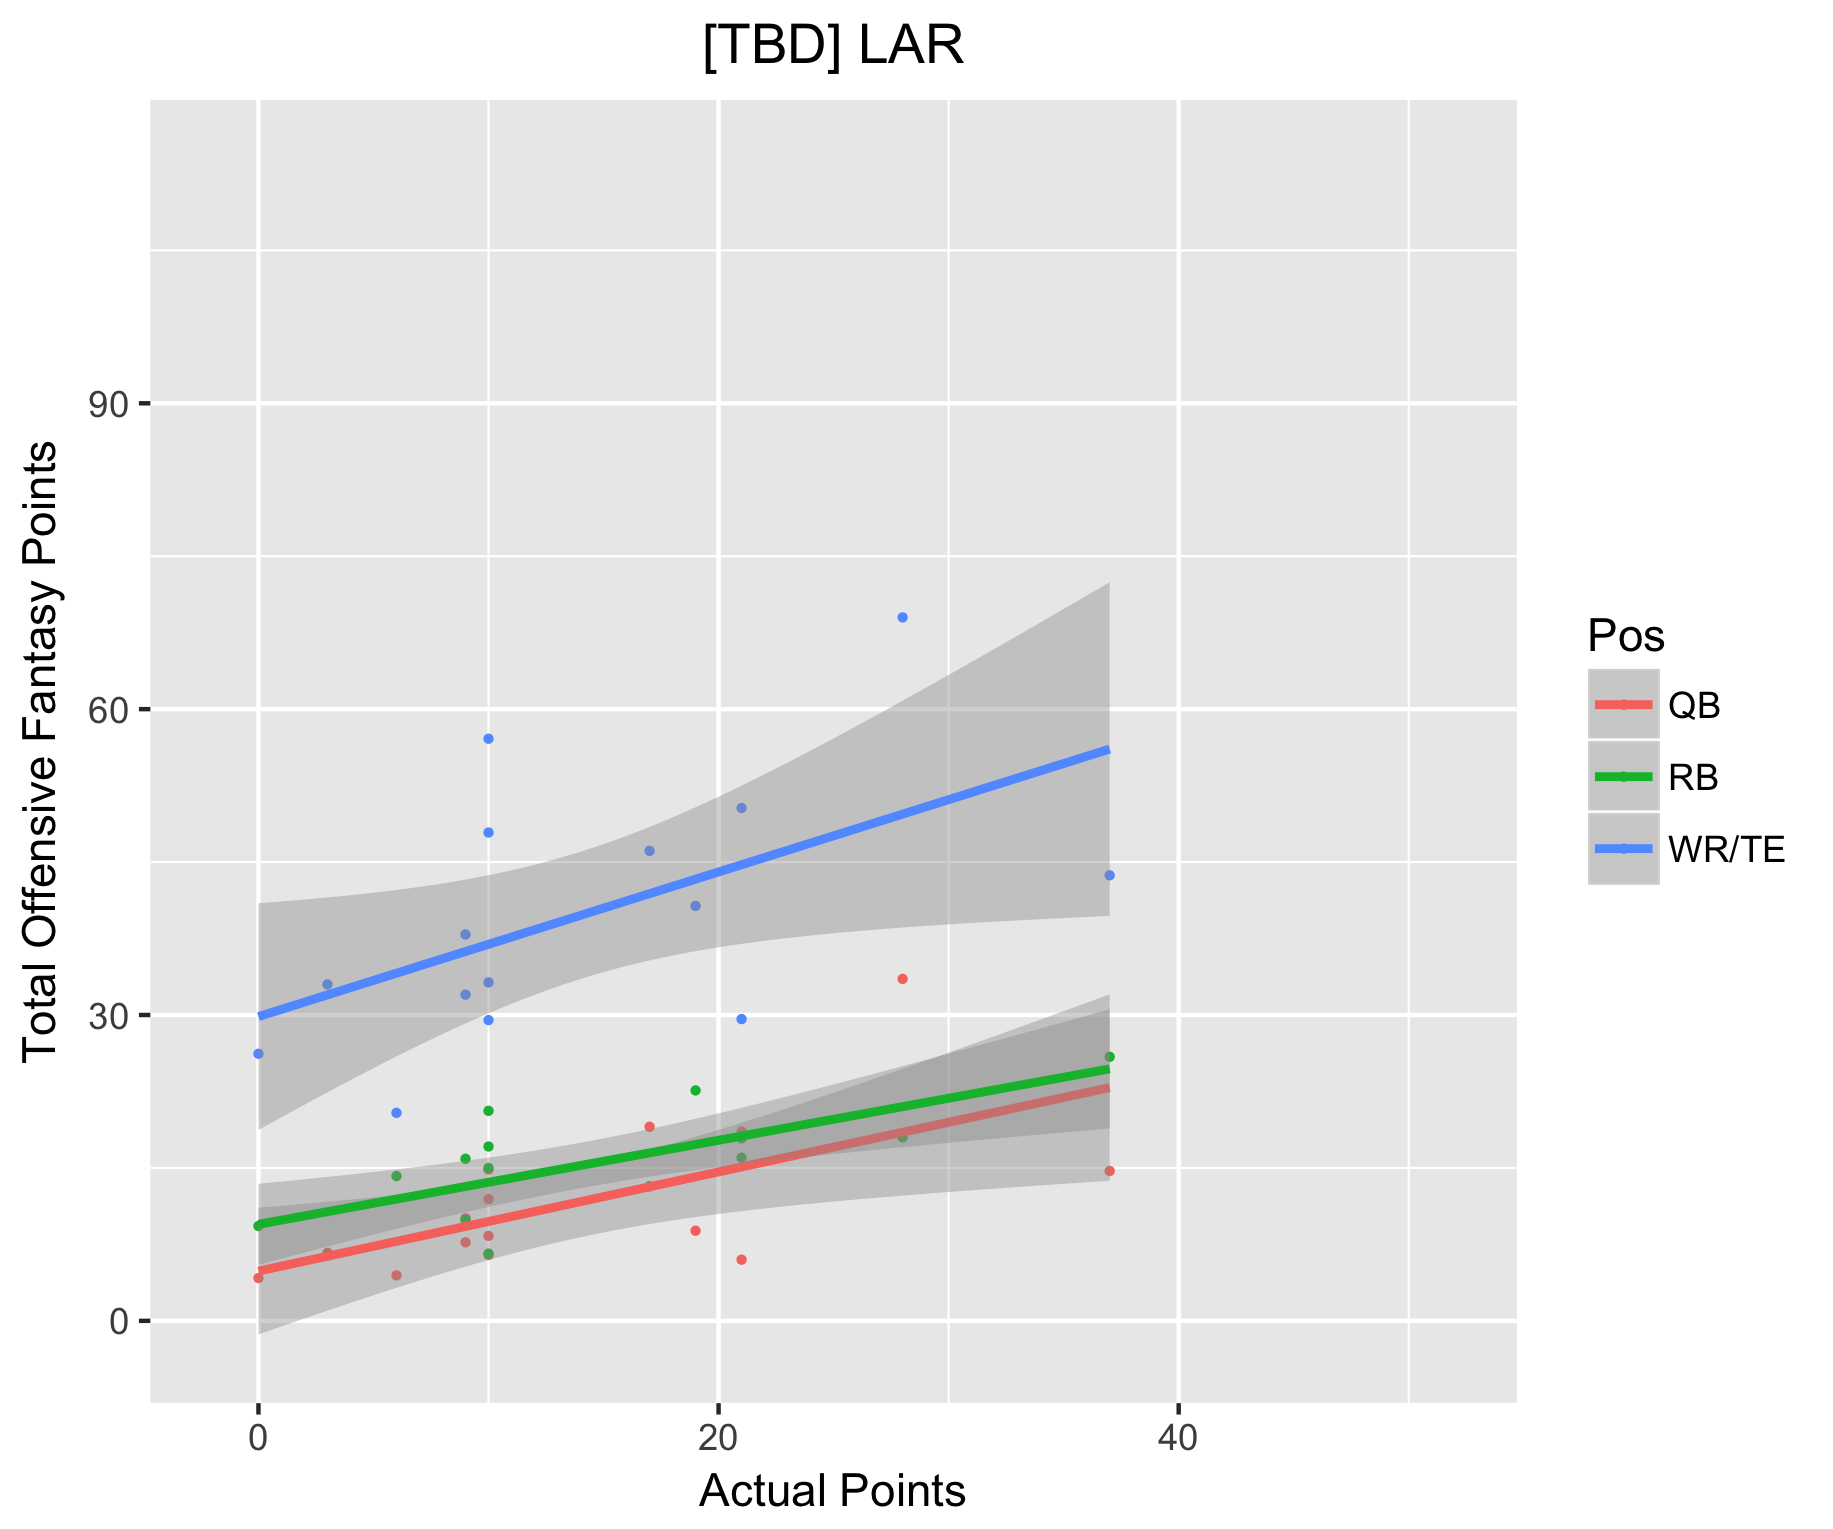 [TBD] LAR
Total Offensive Fantasy Points
90
60
30
0
0
20
40
Actual Points
Pos
QB
RB
WR/TE